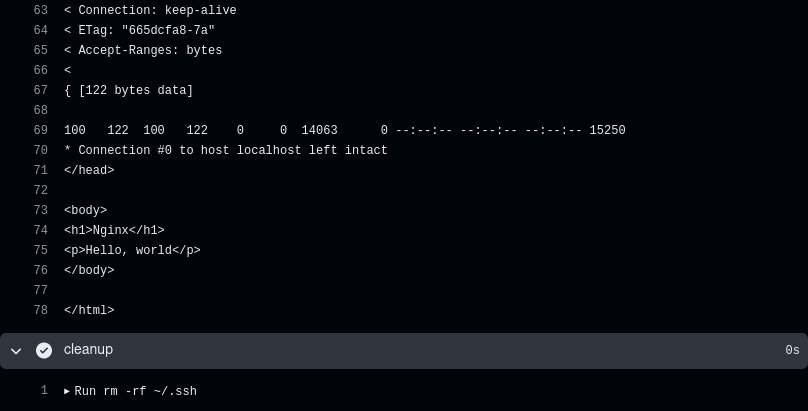 63 < Connection: keep-alive
64 < ETag: "665dcfa8-7a"
65 < Accept-Ranges: bytes
66 <
67 { [122 bytes data]
68
69 100   122  100   122    0     0  14063      0 --:--:-- --:--:-- --:--:-- 15250
70 * Connection #0 to host localhost left intact
71 </head>
72
73 <body>
74 <h1>Nginx</h1>
75 <p>Hello, world</p>
76 </body>
77
78 </html>
cleanup 0s
1 ▸ Run rm -rf ~/.ssh